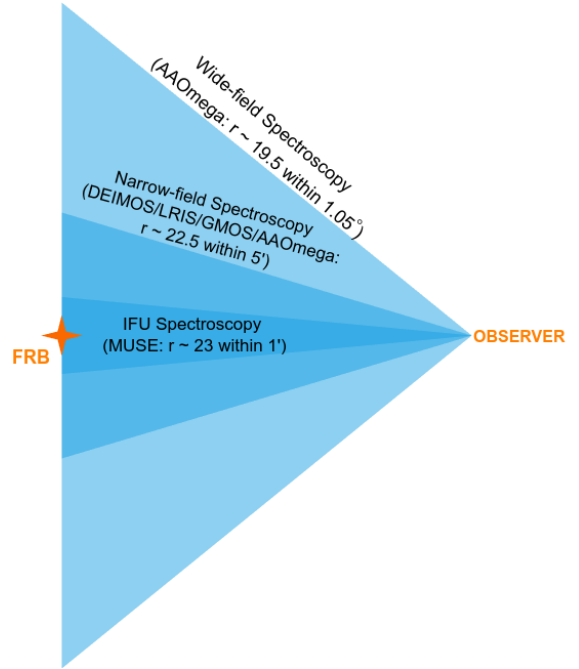 Wide-field Spectroscopy
(AAOmega: r ~ 19.5 within 1.05°)
Narrow-field Spectroscopy
(DEIMOS/LRIS/GMOS/AAOmega:
r ~ 22.5 within 5')
IFU Spectroscopy
(MUSE: r ~ 23 within 1')
FRB
OBSERVER